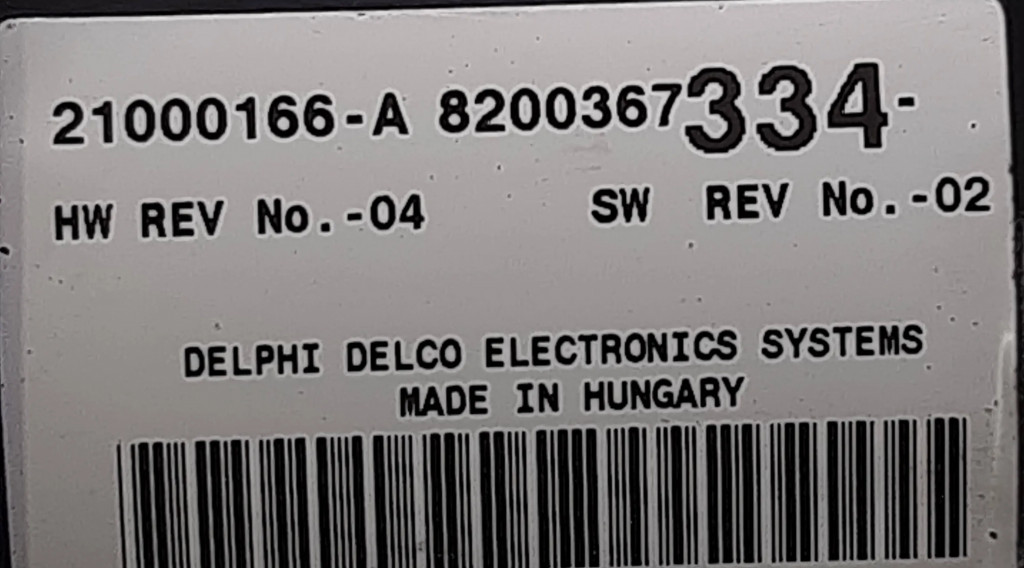 21000166-A 8200367334-
HW REV No.-04 SW REV No.-02
DELPHI DELCO ELECTRONICS SYSTEMS
MADE IN HUNGARY